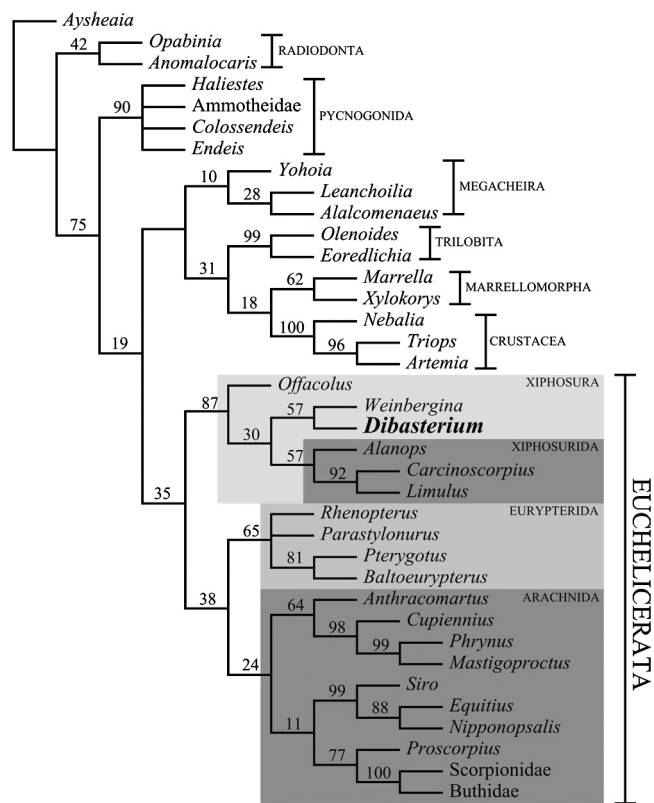 Aysheaia
42 Opabinia
Anomalocaris
RADIODONTA
Haliestes
90 Ammotheidae
Colossendeis
Endeis
PYCNOGONIDA
75
10 Yohoia
28 Leanchoilia
Alalcomenaeus
MEGACHEIRA
99 Olenoides
Eoredlichia
TRILOBITA
31
62 Marrella
Xylokorys
MARRELLOMORPHA
18
100 Nebalia
96 Triops
Artemia
CRUSTACEA
19
87 Offacolus
XIPHOSURA
57 Weinbergina
Dibasterium
30
57 Alanops
XIPHOSURIDA
92 Carcinoscorpius
Limulus
35
65 Rhenopterus
EURYPTERIDA
Parastylonurus
81 Pterygotus
Baltoeurypterus
38
64 Anthracomartus
ARACHNIDA
98 Cupiennius
99 Phrynus
Mastigoproctus
24
99 Siro
88 Equitius
Nipponopsalis
11
77 Proscorpius
100 Scorpionidae
Buthidae
EUCHELICERATA